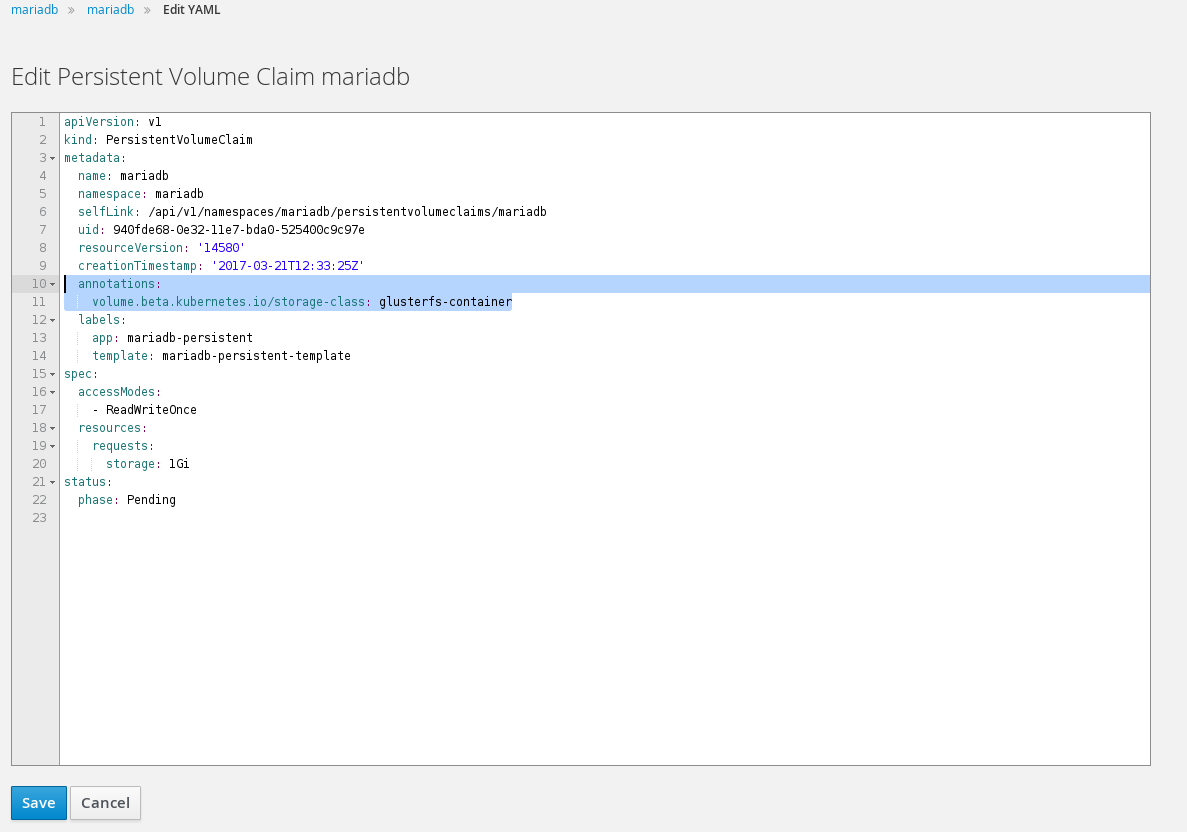 mariadb » mariadb » Edit YAML
Edit Persistent Volume Claim mariadb
1 apiVersion: v1
2 kind: PersistentVolumeClaim
3 metadata:
4 name: mariadb
5 namespace: mariadb
6 selfLink: /api/v1/namespaces/mariadb/persistentvolumeclaims/mariadb
7 uid: 940fde68-0e32-11e7-bda0-525400c9c97e
8 resourceVersion: '14580'
9 creationTimestamp: '2017-03-21T12:33:25Z'
10 annotations:
11 volume.beta.kubernetes.io/storage-class: glusterfs-container
12 labels:
13 app: mariadb-persistent
14 template: mariadb-persistent-template
15 spec:
16 accessModes:
17 - ReadWriteOnce
18 resources:
19 requests:
20 storage: 1Gi
21 status:
22 phase: Pending
23
Save Cancel